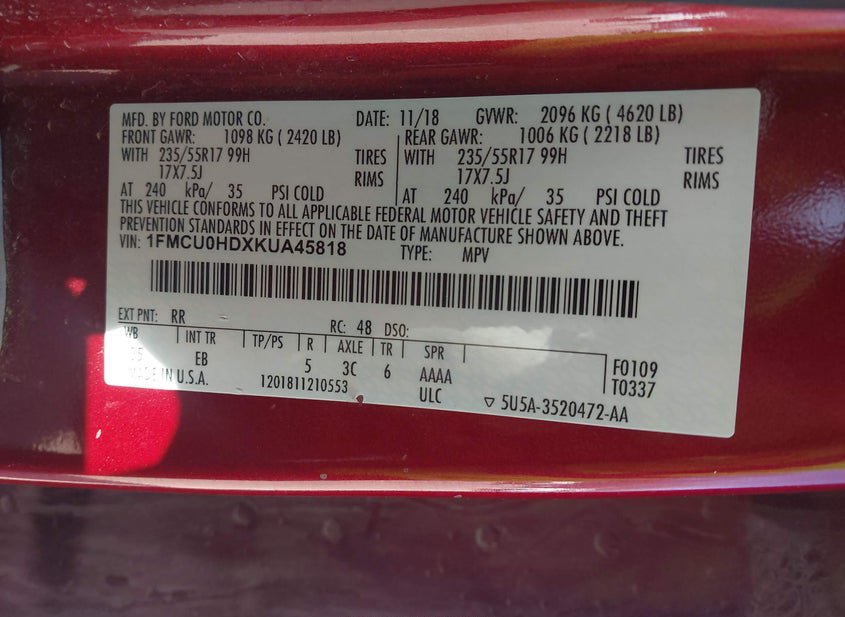 MFD. BY FORD MOTOR CO. DATE: 11/18 GVWR: 2096 KG ( 4620 LB)
FRONT GAWR: 1098 KG ( 2420 LB) REAR GAWR: 1006 KG ( 2218 LB)
WITH 235/55R17 99H TIRES WITH 235/55R17 99H TIRES
17X7.5J RIMS 17X7.5J RIMS
AT 240 kPa/ 35 PSI COLD AT 240 kPa/ 35 PSI COLD
THIS VEHICLE CONFORMS TO ALL APPLICABLE FEDERAL MOTOR VEHICLE SAFETY AND THEFT
PREVENTION STANDARDS IN EFFECT ON THE DATE OF MANUFACTURE SHOWN ABOVE.
VIN: 1FMCU0HDXKUA45818 TYPE: MPV
EXT PNT: RR RC: 48 DSO:
WB INT TR TP/PS R AXLE TR SPR F0109
EB 5 3C 6 AAAA T0337
MADE IN U.S.A. 1201811210553 ULC ▽ 5U5A-3520472-AA